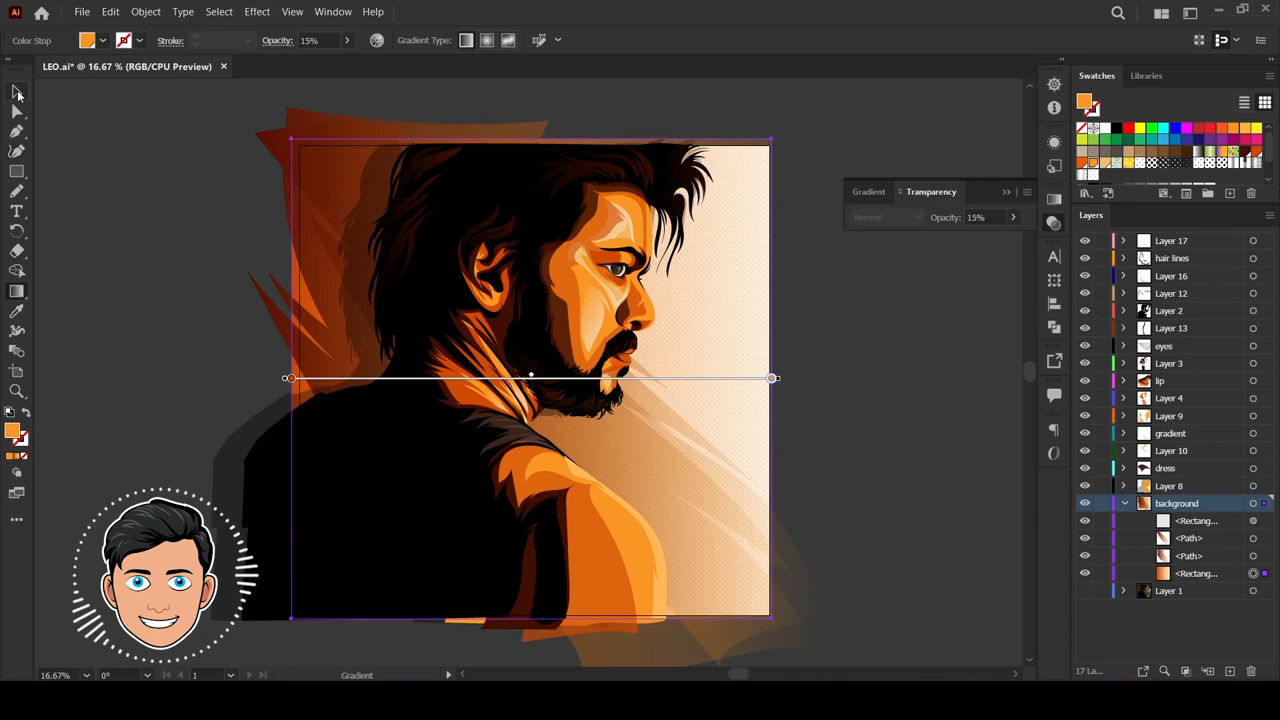 Ai
File Edit Object Type Select Effect View Window Help
Color Stop Stroke: Opacity: 15% Gradient Type:
LEO.ai* @ 16.67 % (RGB/CPU Preview) ×
Swatches Libraries
Gradient Transparency
Normal Opacity: 15%
Layers
Layer 17
hair lines
Layer 16
Layer 12
Layer 2
Layer 13
eyes
Layer 3
lip
Layer 4
Layer 9
gradient
Layer 10
dress
Layer 8
background
<Rectang...
<Path>
<Path>
<Rectang...
Layer 1
16.67% 0° 1 Gradient
17 La...